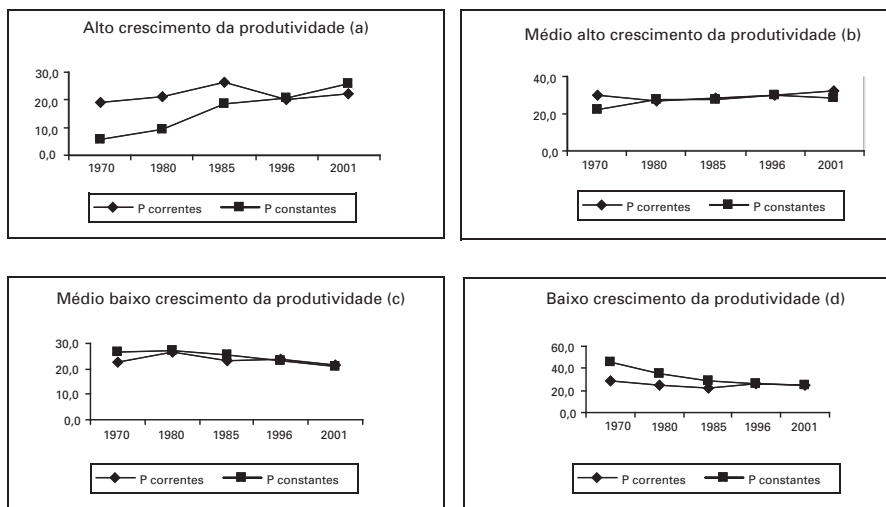 Alto crescimento da produtividade (a)
30,0
20,0
10,0
0,0
1970 1980 1985 1996 2001
P correntes P constantes
Médio alto crescimento da produtividade (b)
40,0
20,0
0,0
1970 1980 1985 1996 2001
P correntes P constantes
Médio baixo crescimento da produtividade (c)
30,0
20,0
10,0
0,0
1970 1980 1985 1996 2001
P correntes P constantes
Baixo crescimento da produtividade (d)
60,0
40,0
20,0
0,0
1970 1980 1985 1996 2001
P correntes P constantes